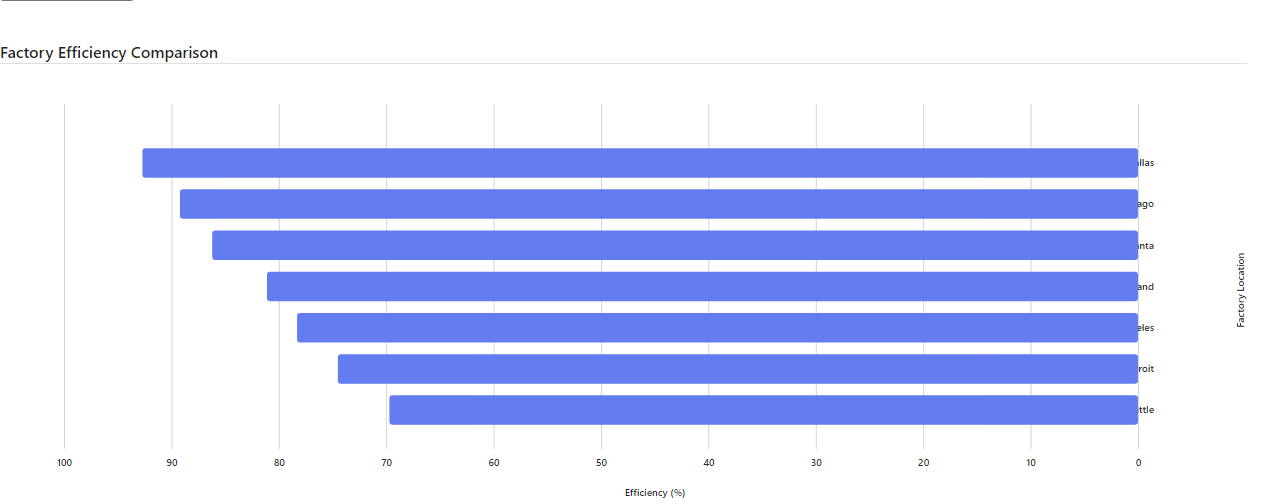 Factory Efficiency Comparison
llas
ago
nta
and
eles
roit
ttle
Factory Location
100 90 80 70 60 50 40 30 20 10 0
Efficiency (%)